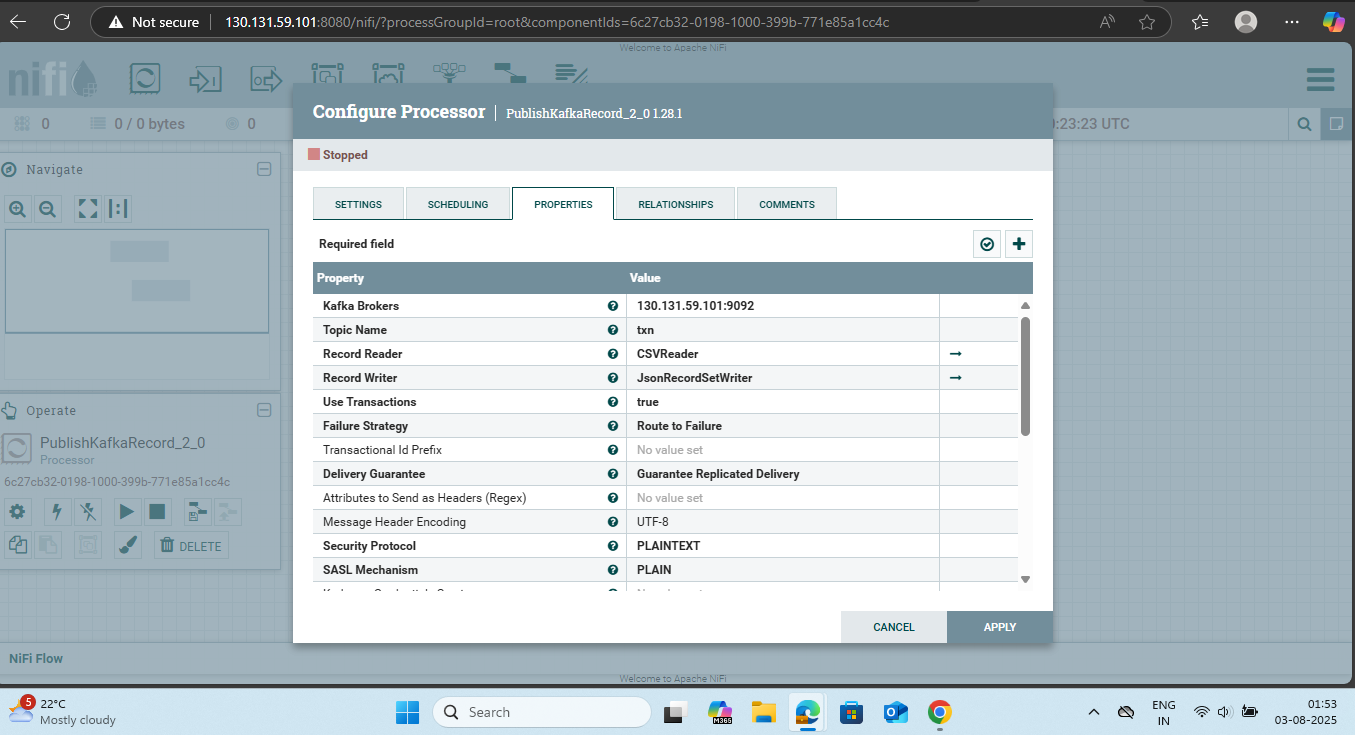 Not secure 130.131.59.101:8080/nifi/?processGroupId=root&componentIds=6c27cb32-0198-1000-399b-771e85a1cc4c
Welcome to Apache NiFi
nifi
0 0 / 0 bytes 0 :23:23 UTC
Configure Processor PublishKafkaRecord_2_0 1.28.1
Stopped
Navigate
SETTINGS SCHEDULING PROPERTIES RELATIONSHIPS COMMENTS
Required field
Property Value
Kafka Brokers 130.131.59.101:9092
Topic Name txn
Record Reader CSVReader
Record Writer JsonRecordSetWriter
Use Transactions true
Failure Strategy Route to Failure
Transactional Id Prefix No value set
Delivery Guarantee Guarantee Replicated Delivery
Attributes to Send as Headers (Regex) No value set
Message Header Encoding UTF-8
Security Protocol PLAINTEXT
SASL Mechanism PLAIN
Operate
PublishKafkaRecord_2_0
Processor
6c27cb32-0198-1000-399b-771e85a1cc4c
DELETE
CANCEL APPLY
NiFi Flow
Welcome to Apache NiFi
5
22°C
Mostly cloudy
Search
M365
ENG
IN
01:53
03-08-2025